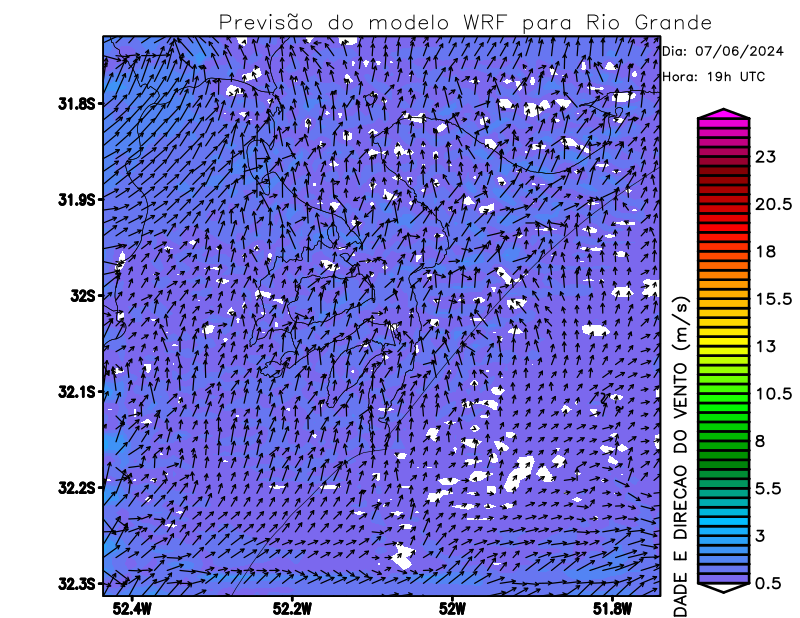 Previsão do modelo WRF para Rio Grande
Dia: 07/06/2024
Hora: 19h UTC
31.8S
31.9S
32S
32.1S
32.2S
32.3S
52.4W
52.2W
52W
51.8W
23
20.5
18
15.5
13
10.5
8
5.5
3
0.5
DADE E DIRECAO DO VENTO (m/s)